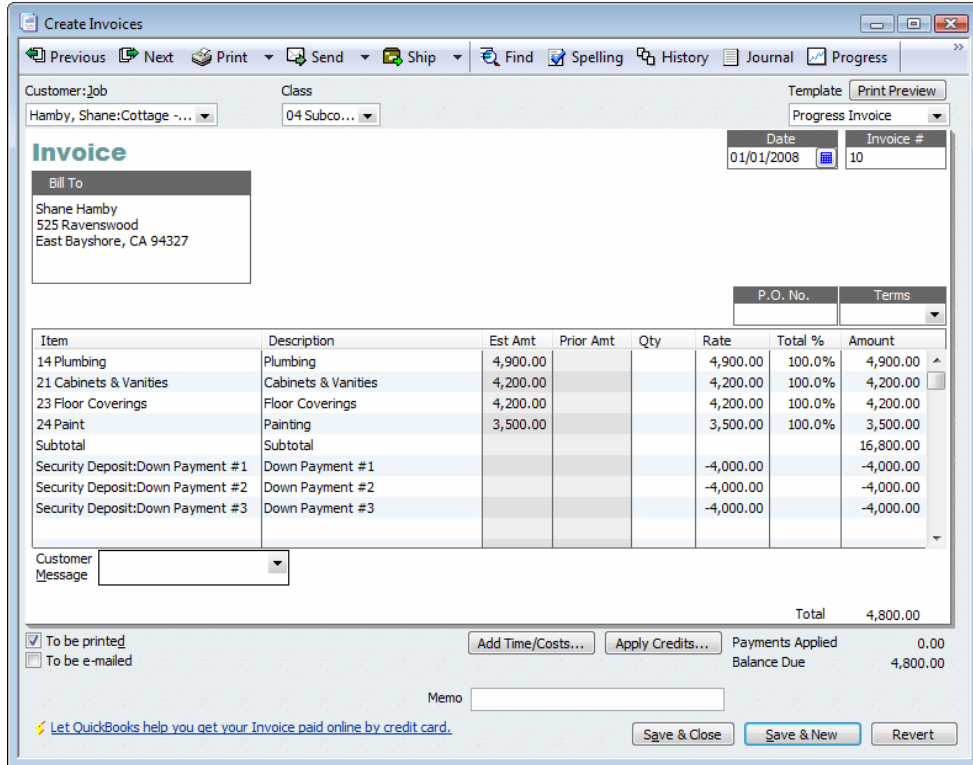 Create Invoices
Previous Next Print Send Ship Find Spelling History Journal Progress »
Customer:Job Class Template Print Preview
Hamby, Shane:Cottage -... 04 Subco... Progress Invoice
Invoice
Date Invoice #
01/01/2008 10
Bill To
Shane Hamby
525 Ravenswood
East Bayshore, CA 94327
P.O. No. Terms
Item Description Est Amt Prior Amt Qty Rate Total % Amount
14 Plumbing Plumbing 4,900.00 4,900.00 100.0% 4,900.00
21 Cabinets & Vanities Cabinets & Vanities 4,200.00 4,200.00 100.0% 4,200.00
23 Floor Coverings Floor Coverings 4,200.00 4,200.00 100.0% 4,200.00
24 Paint Painting 3,500.00 3,500.00 100.0% 3,500.00
Subtotal Subtotal 16,800.00
Security Deposit:Down Payment #1 Down Payment #1 -4,000.00 -4,000.00
Security Deposit:Down Payment #2 Down Payment #2 -4,000.00 -4,000.00
Security Deposit:Down Payment #3 Down Payment #3 -4,000.00 -4,000.00
Customer
Message
Total 4,800.00
To be printed Add Time/Costs... Apply Credits... Payments Applied 0.00
To be e-mailed Balance Due 4,800.00
Memo
Let QuickBooks help you get your Invoice paid online by credit card.
Save & Close Save & New Revert